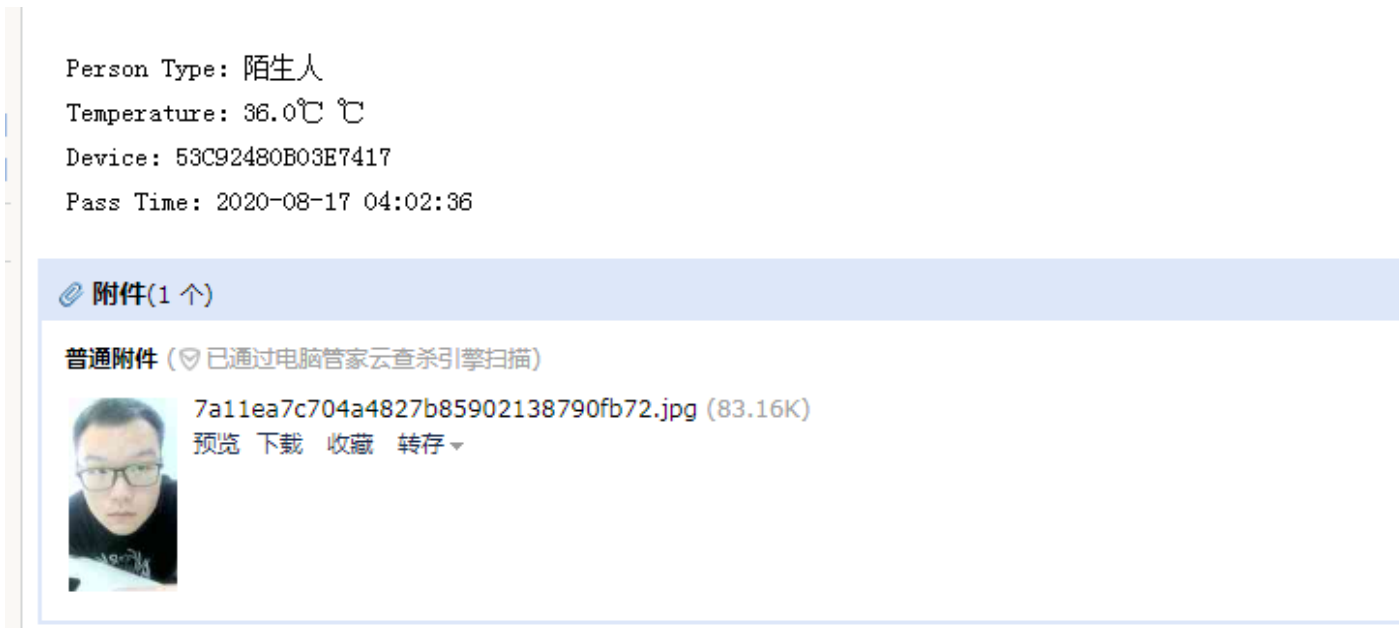 Person Type: 陌生人
Temperature: 36.0℃ ℃
Device: 53C92480B03E7417
Pass Time: 2020-08-17 04:02:36
附件(1 个)
普通附件 (已通过电脑管家云查杀引擎扫描)
7a11ea7c704a4827b85902138790fb72.jpg (83.16K)
预览 下载 收藏 转存